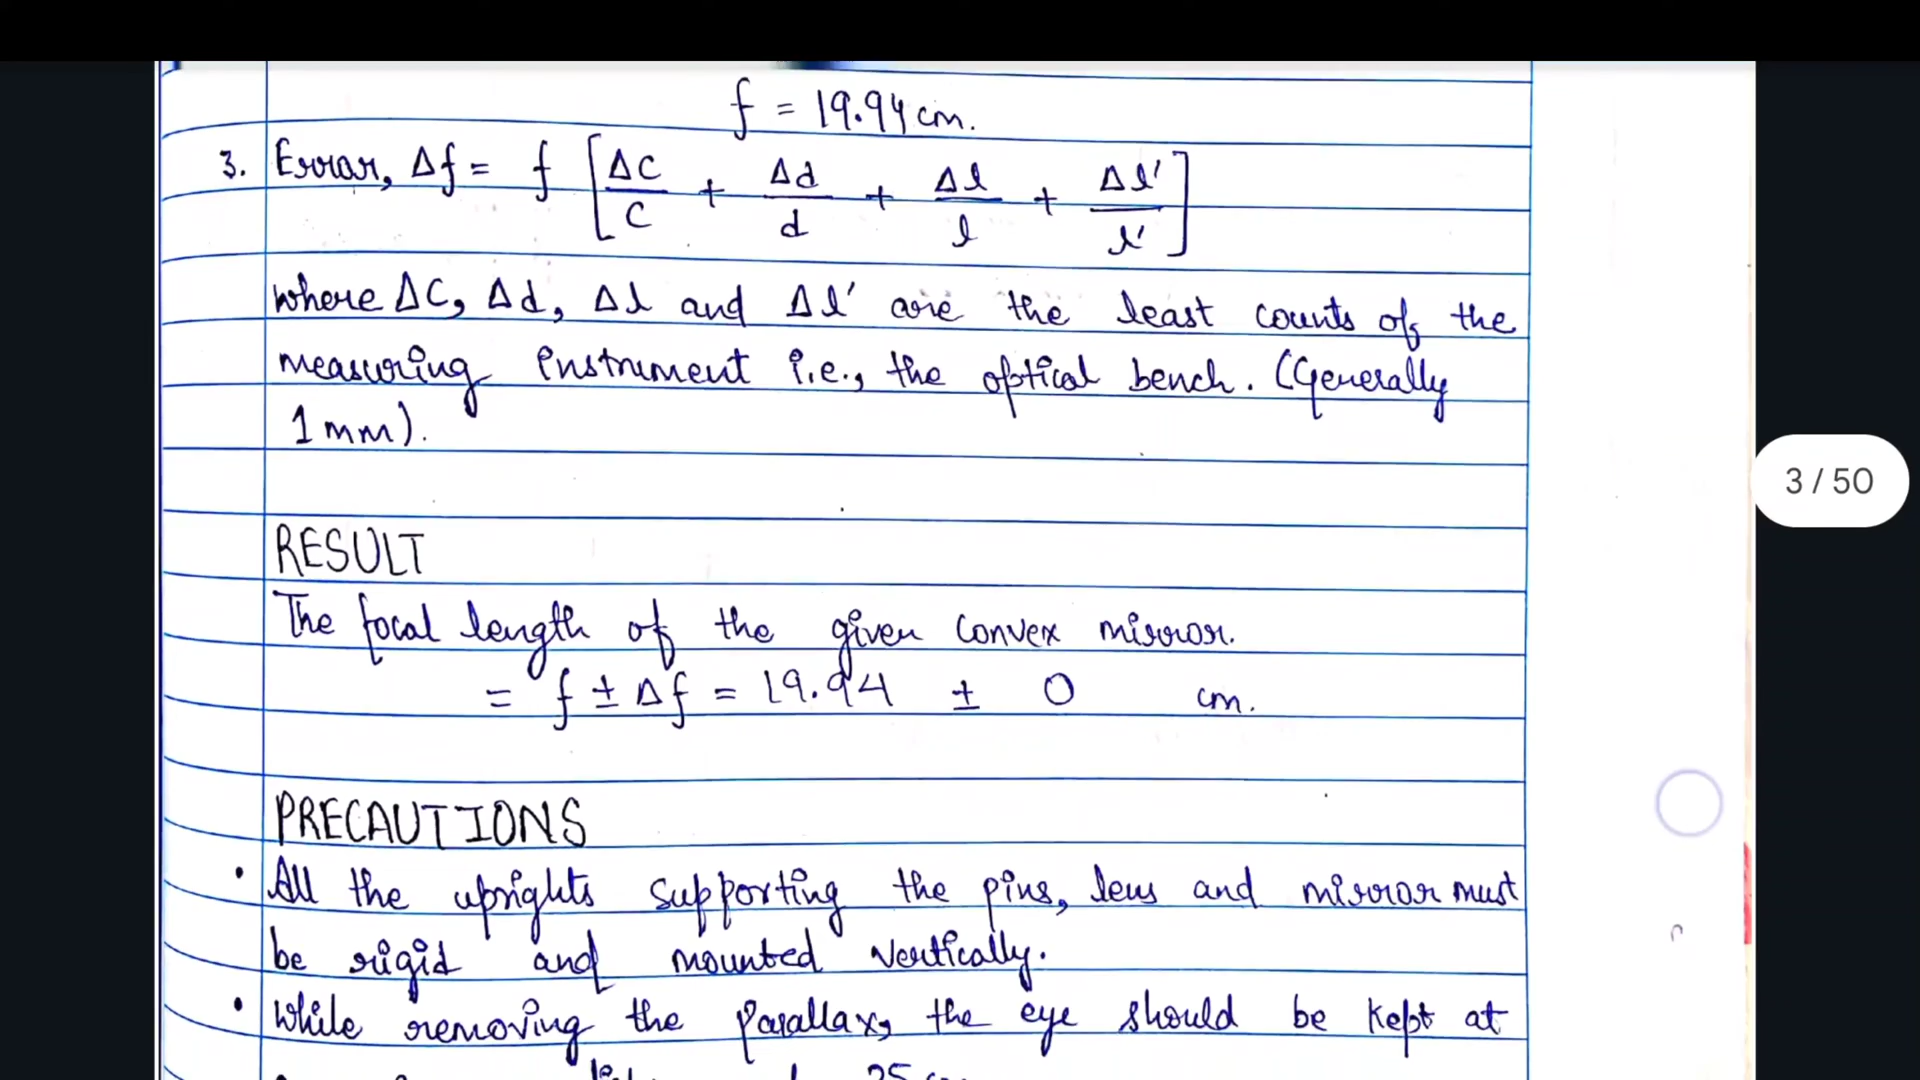 f = 19.94 cm.
3. Error, Δf = f [ΔC/C + Δd/d + Δl/l + Δl'/l']
where ΔC, Δd, Δl and Δl' are the least counts of the
measuring instrument i.e., the optical bench. (Generally
1 mm).
3 / 50
RESULT
The focal length of the given convex mirror.
= f ± Δf = 19.94 ± 0 cm.
PRECAUTIONS
• All the uprights supporting the pins, lens and mirror must
be rigid and mounted vertically.
• While removing the parallax, the eye should be kept at